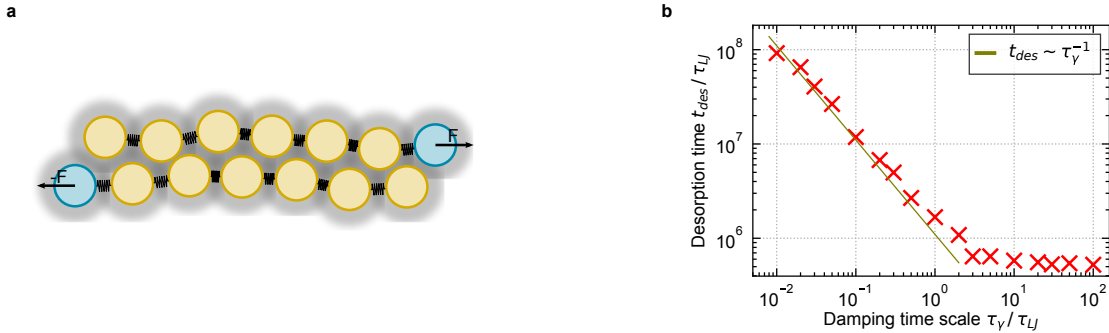 a
F
-F
b
Desorption time t_des / τ_LJ
10^8
10^7
10^6
t_des ~ τ_γ^-1
10^-2 10^-1 10^0 10^1 10^2
Damping time scale τ_γ / τ_LJ